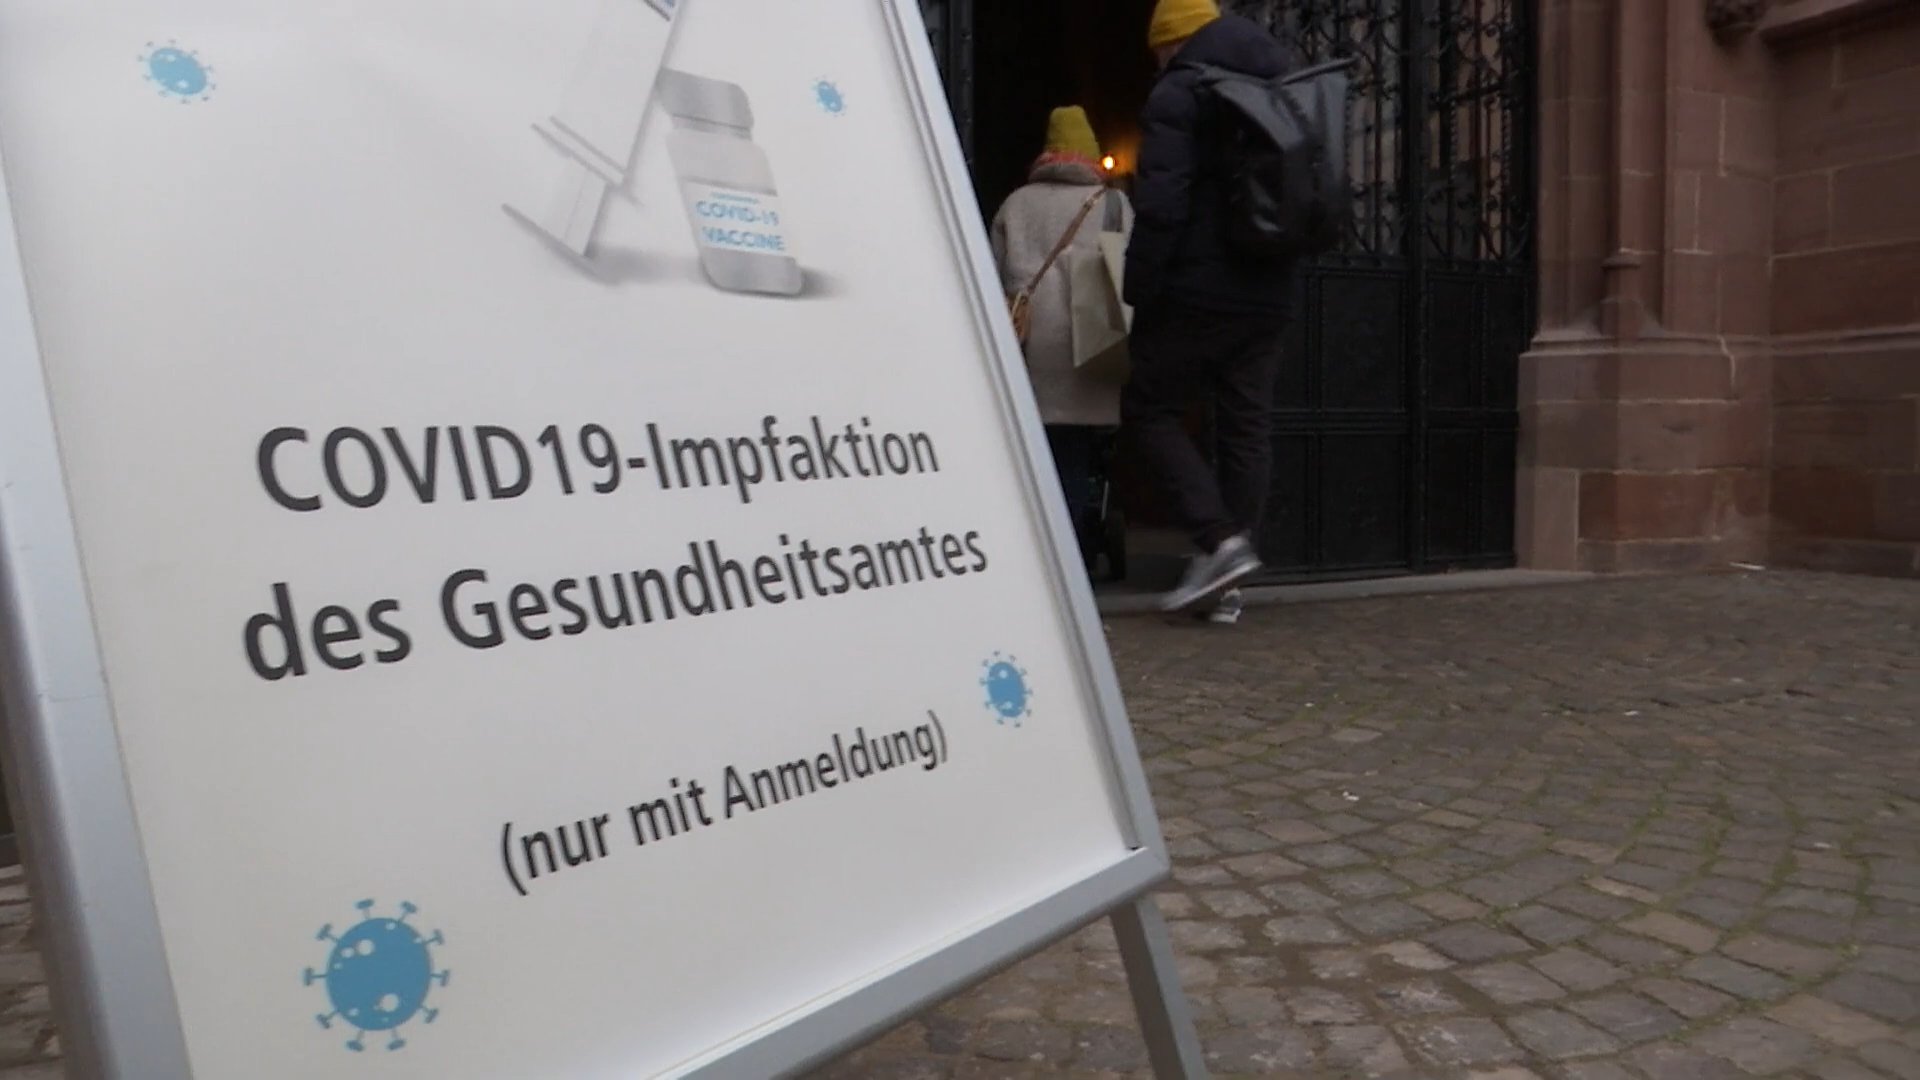 COVID-19
VACCINE
COVID19-Impfaktion
des Gesundheitsamtes
(nur mit Anmeldung)